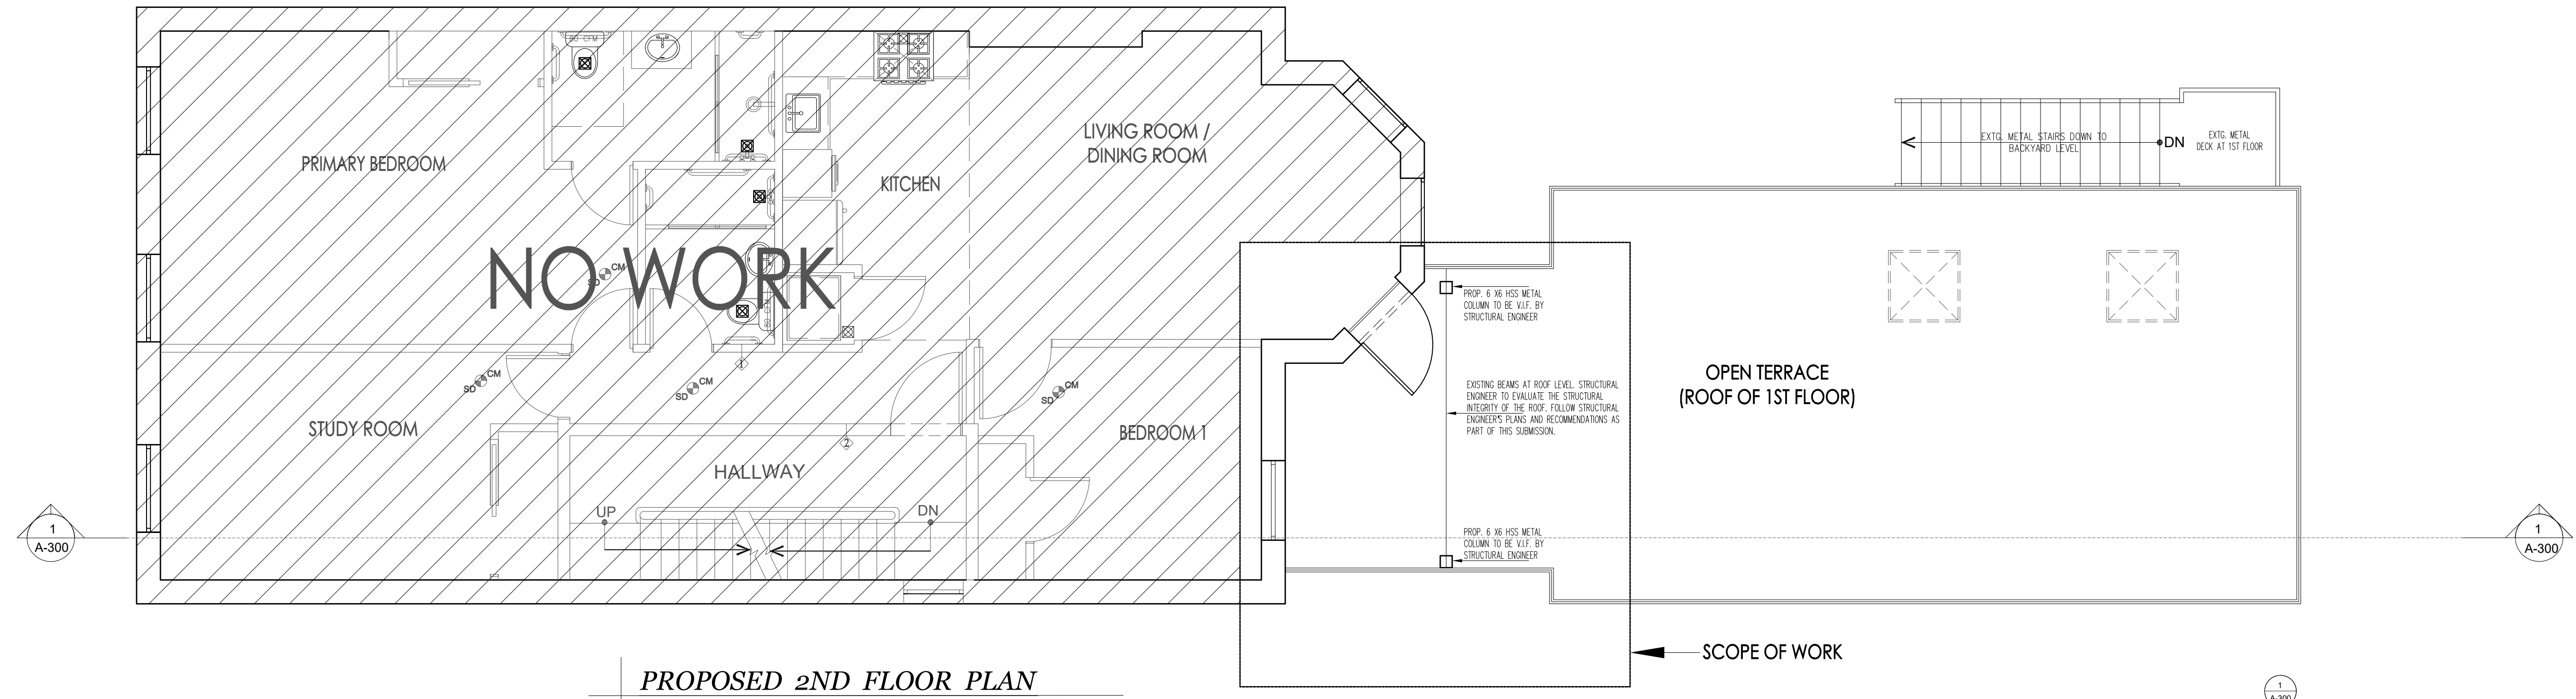 80 CFM
PRIMARY BEDROOM
LIVING ROOM /
DINING ROOM
KITCHEN
EXTG. METAL STAIRS DOWN TO
BACKYARD LEVEL
DN
EXTG. METAL
DECK AT 1ST FLOOR
NO WORK
CM
SD
80 CFM
PROP. 6 X6 HSS METAL
COLUMN TO BE V.I.F. BY
STRUCTURAL ENGINEER
1
CM
SD
CM
SD
CM
SD
OPEN TERRACE
(ROOF OF 1ST FLOOR)
EXISTING BEAMS AT ROOF LEVEL. STRUCTURAL
ENGINEER TO EVALUATE THE STRUCTURAL
INTEGRITY OF THE ROOF. FOLLOW STRUCTURAL
ENGINEER'S PLANS AND RECOMMENDATIONS AS
PART OF THIS SUBMISSION.
STUDY ROOM
BEDROOM 1
2
HALLWAY
UP
DN
1
A-300
PROP. 6 X6 HSS METAL
COLUMN TO BE V.I.F. BY
STRUCTURAL ENGINEER
1
A-300
SCOPE OF WORK
PROPOSED 2ND FLOOR PLAN
1
A-300